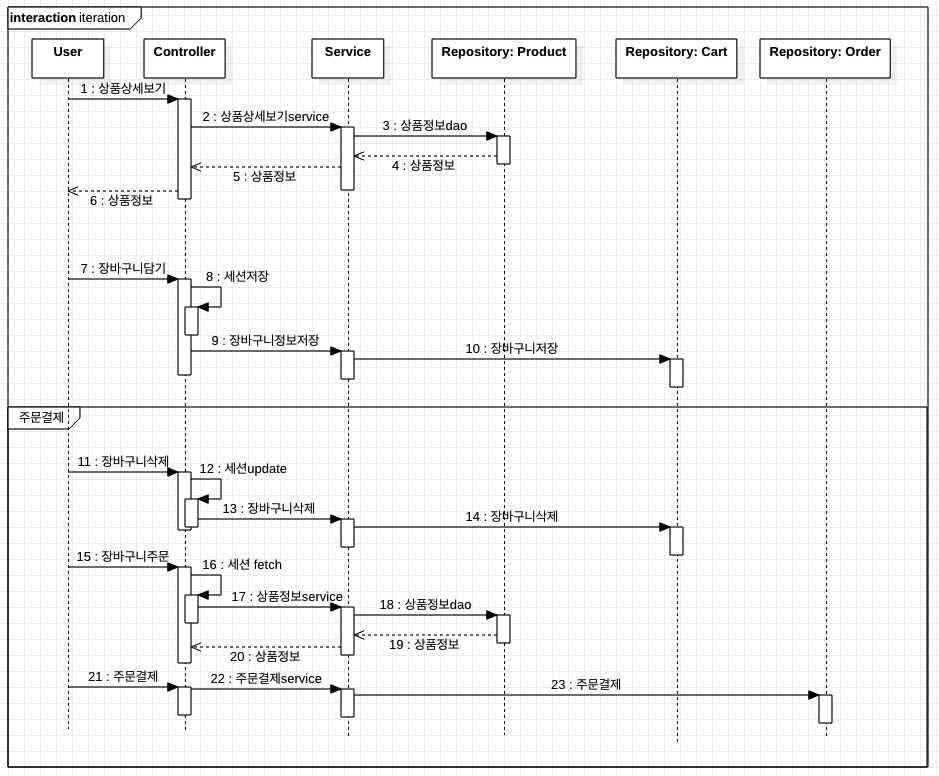 interaction iteration
User
Controller
Service
Repository: Product
Repository: Cart
Repository: Order
1 : 상품상세보기
2 : 상품상세보기service
3 : 상품정보dao
4 : 상품정보
5 : 상품정보
6 : 상품정보
7 : 장바구니담기
8 : 세션저장
9 : 장바구니정보저장
10 : 장바구니저장
주문결제
11 : 장바구니삭제
12 : 세션update
13 : 장바구니삭제
14 : 장바구니삭제
15 : 장바구니주문
16 : 세션 fetch
17 : 상품정보service
18 : 상품정보dao
19 : 상품정보
20 : 상품정보
21 : 주문결제
22 : 주문결제service
23 : 주문결제